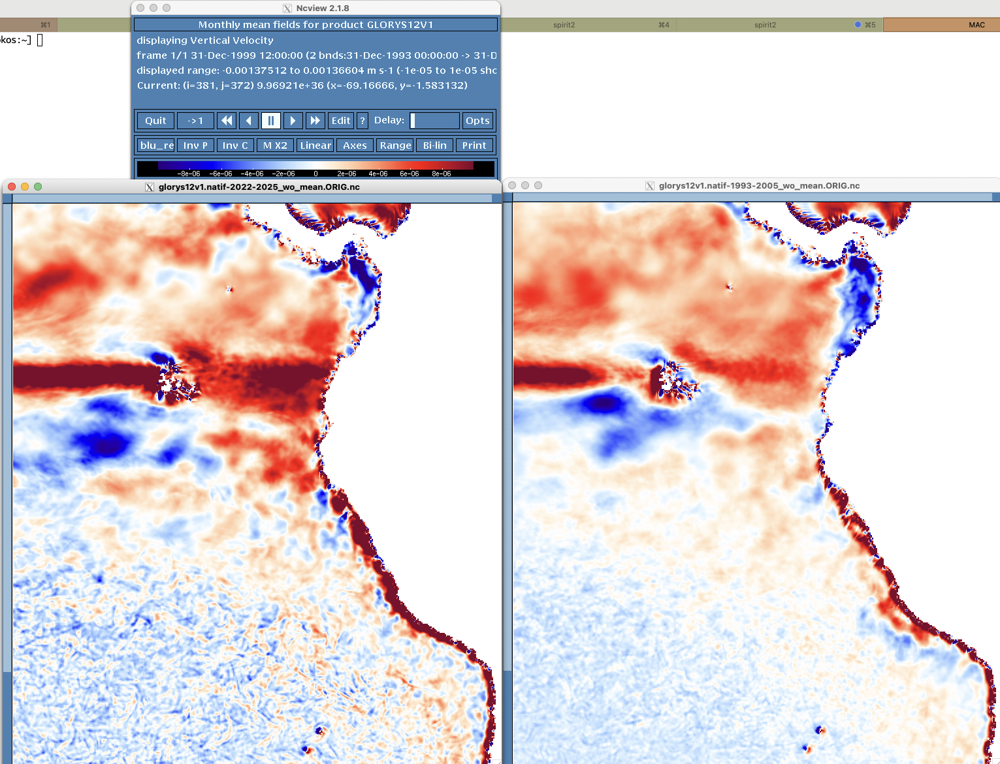 Ncview 2.1.8
⌘1
Monthly mean fields for product GLORYS12V1
spirit2
⌘4
spirit2
⌘5
MAC
kos:~]
displaying Vertical Velocity
frame 1/1 31-Dec-1999 12:00:00 (2 bnds:31-Dec-1993 00:00:00 -> 31-D
displayed range: -0.00137512 to 0.00136604 m s-1 (-1e-05 to 1e-05 sho
Current: (i=381, j=372) 9.96921e+36 (x=-69.16666, y=-1.583132)
Quit ->1 Edit ? Delay: Opts
blu_re Inv P Inv C M X2 Linear Axes Range Bi-lin Print
-8e-06 -6e-06 -4e-06 -2e-06 0 2e-06 4e-06 6e-06 8e-06
glorys12v1.natif-2022-2025_wo_mean.ORIG.nc
glorys12v1.natif-1993-2005_wo_mean.ORIG.nc